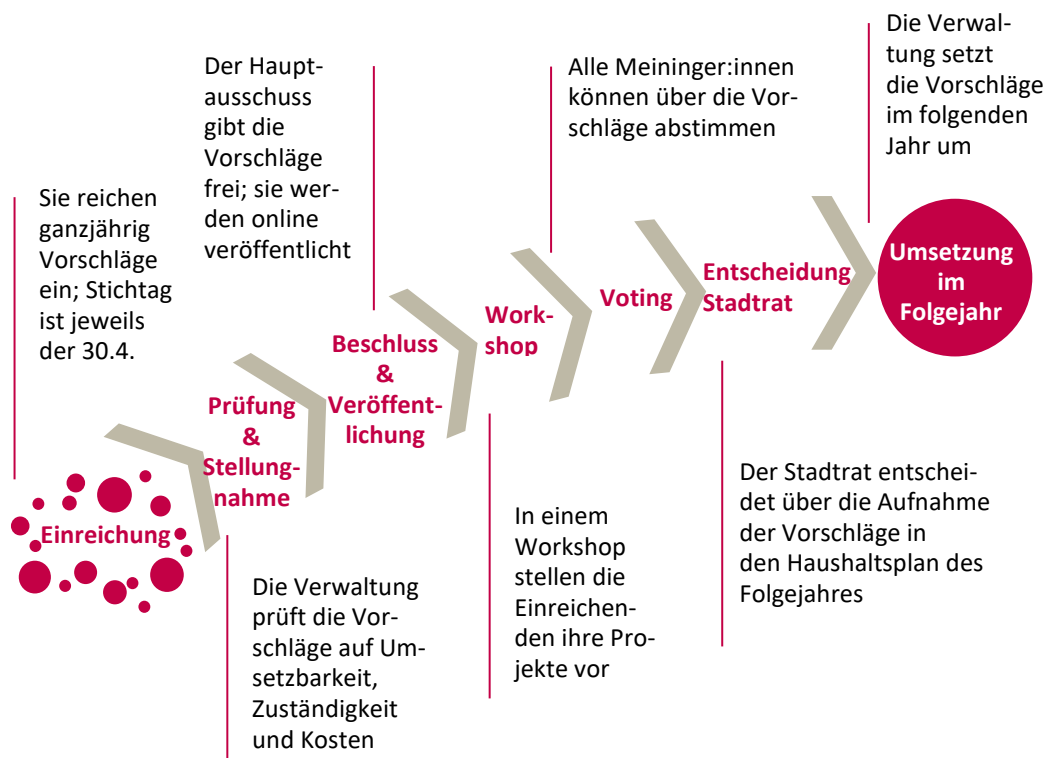 Sie reichen
ganzjährig
Vorschläge
ein; Stichtag
ist jeweils
der 30.4.
Einreichung
Prüfung
&
Stellung-
nahme
Die Verwaltung
prüft die Vor-
schläge auf Um-
setzbarkeit,
Zuständigkeit
und Kosten
Der Haupt-
ausschuss
gibt die
Vorschläge
frei; sie wer-
den online
veröffentlicht
Beschluss
&
Veröffent-
lichung
Work-
shop
In einem
Workshop
stellen die
Einreichen-
den ihre Pro-
jekte vor
Alle Meininger:innen
können über die Vor-
schläge abstimmen
Voting
Entscheidung
Stadtrat
Der Stadtrat entschei-
det über die Aufnahme
der Vorschläge in
den Haushaltsplan des
Folgejahres
Die Verwal-
tung setzt
die Vorschläge
im folgenden
Jahr um
Umsetzung
im
Folgejahr